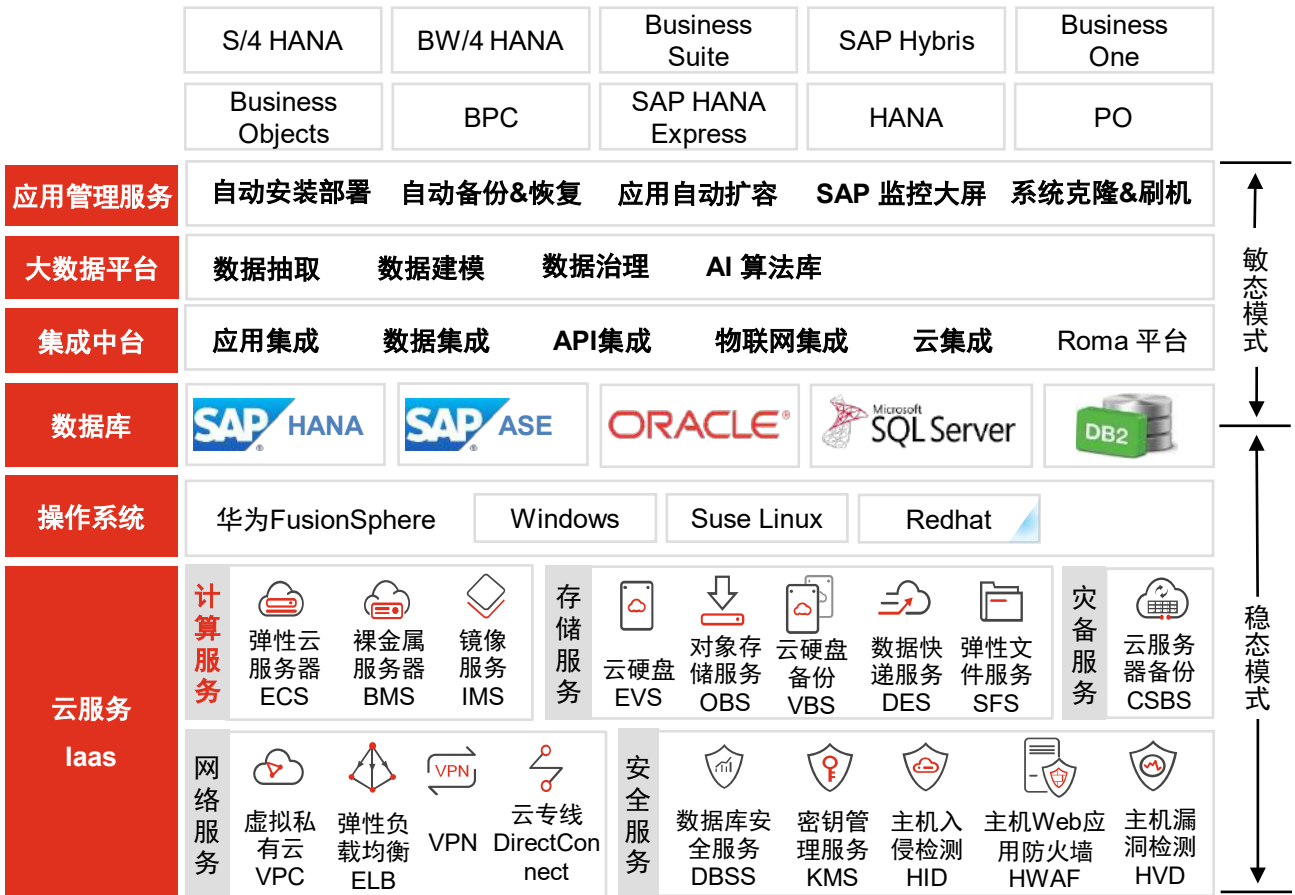 S/4 HANA
BW/4 HANA
Business
Suite
SAP Hybris
Business
One
Business
Objects
BPC
SAP HANA
Express
HANA
PO
应用管理服务
自动安装部署
自动备份&恢复
应用自动扩容
SAP 监控大屏
系统克隆&刷机
大数据平台
数据抽取
数据建模
数据治理
AI 算法库
集成中台
应用集成
数据集成
API集成
物联网集成
云集成
Roma 平台
敏态模式
数据库
SAP HANA
SAP ASE
ORACLE
Microsoft
SQL Server
DB2
操作系统
华为FusionSphere
Windows
Suse Linux
Redhat
云服务
Iaas
计算服务
弹性云
服务器
ECS
裸金属
服务器
BMS
镜像
服务
IMS
存储服务
云硬盘
EVS
对象存
储服务
OBS
云硬盘
备份
VBS
数据快
递服务
DES
弹性文
件服务
SFS
灾备服务
云服务
器备份
CSBS
稳态模式
网络服务
虚拟私
有云
VPC
弹性负
载均衡
ELB
VPN
VPN
云专线
DirectCon
nect
安全服务
数据库安
全服务
DBSS
密钥管
理服务
KMS
主机入
侵检测
HID
主机Web应
用防火墙
HWAF
主机漏
洞检测
HVD